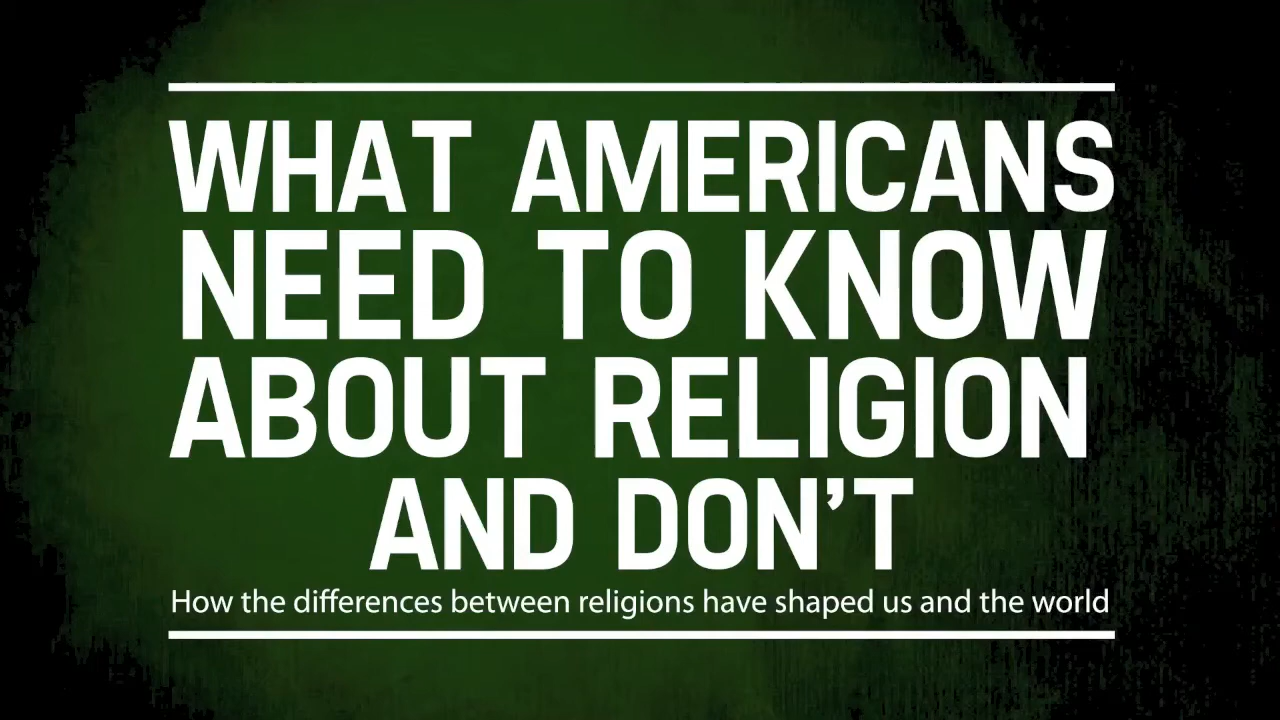 WHAT AMERICANS
NEED TO KNOW
ABOUT RELIGION
AND DON’T
How the differences between religions have shaped us and the world